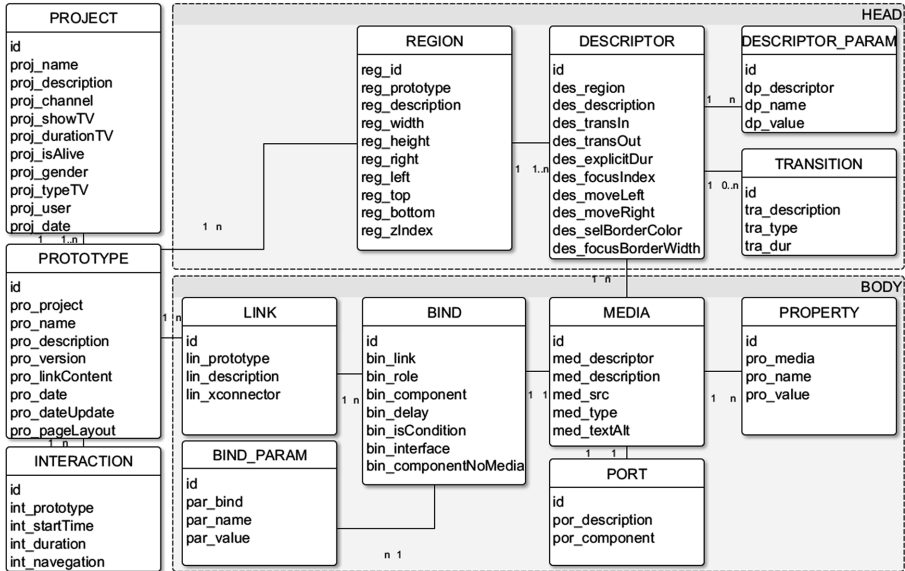 PROJECT
id
proj_name
proj_description
proj_channel
proj_showTV
proj_durationTV
proj_isAlive
proj_gender
proj_typeTV
proj_user
proj_date
1 1..n
PROTOTYPE
id
pro_project
pro_name
pro_description
pro_version
pro_linkContent
pro_date
pro_dateUpdate
pro_pageLayout
1 n
INTERACTION
id
int_prototype
int_startTime
int_duration
int_navegation
HEAD
REGION
reg_id
reg_prototype
reg_description
reg_width
reg_height
reg_right
reg_left
reg_top
reg_bottom
reg_zIndex
1 n
1 1..n
DESCRIPTOR
id
des_region
des_description
des_transIn
des_transOut
des_explicitDur
des_focusIndex
des_moveLeft
des_moveRight
des_selBorderColor
des_focusBorderWidth
1 n
DESCRIPTOR_PARAM
id
dp_descriptor
dp_name
dp_value
1 0..n
TRANSITION
id
tra_description
tra_type
tra_dur
1 n
BODY
1 n
LINK
id
lin_prototype
lin_description
lin_xconnector
1 n
BIND
id
bin_link
bin_role
bin_component
bin_delay
bin_isCondition
bin_interface
bin_componentNoMedia
1 1
MEDIA
id
med_descriptor
med_description
med_src
med_type
med_textAlt
1 n
PROPERTY
id
pro_media
pro_name
pro_value
BIND_PARAM
id
par_bind
par_name
par_value
n 1
1 1
PORT
id
por_description
por_component